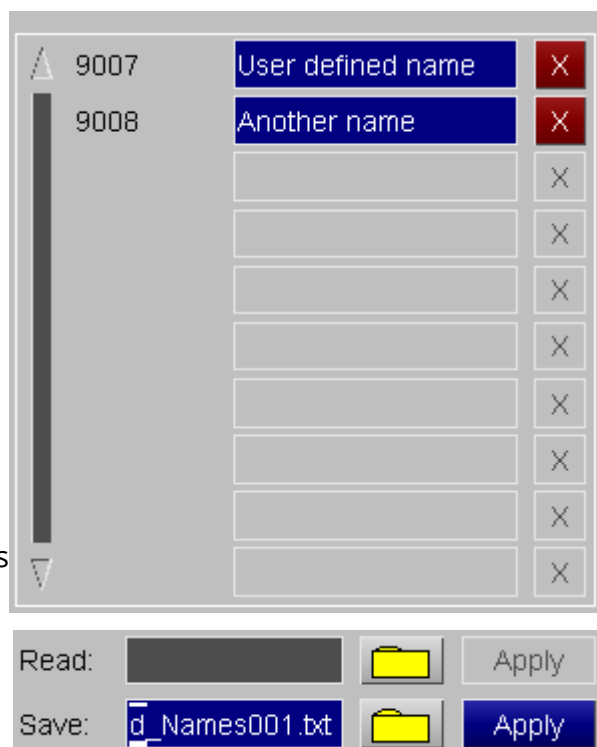 9007 User defined name X
9008 Another name X
X
X
X
X
X
X
X
s X
Read: Apply
Save: d_Names001.txt Apply